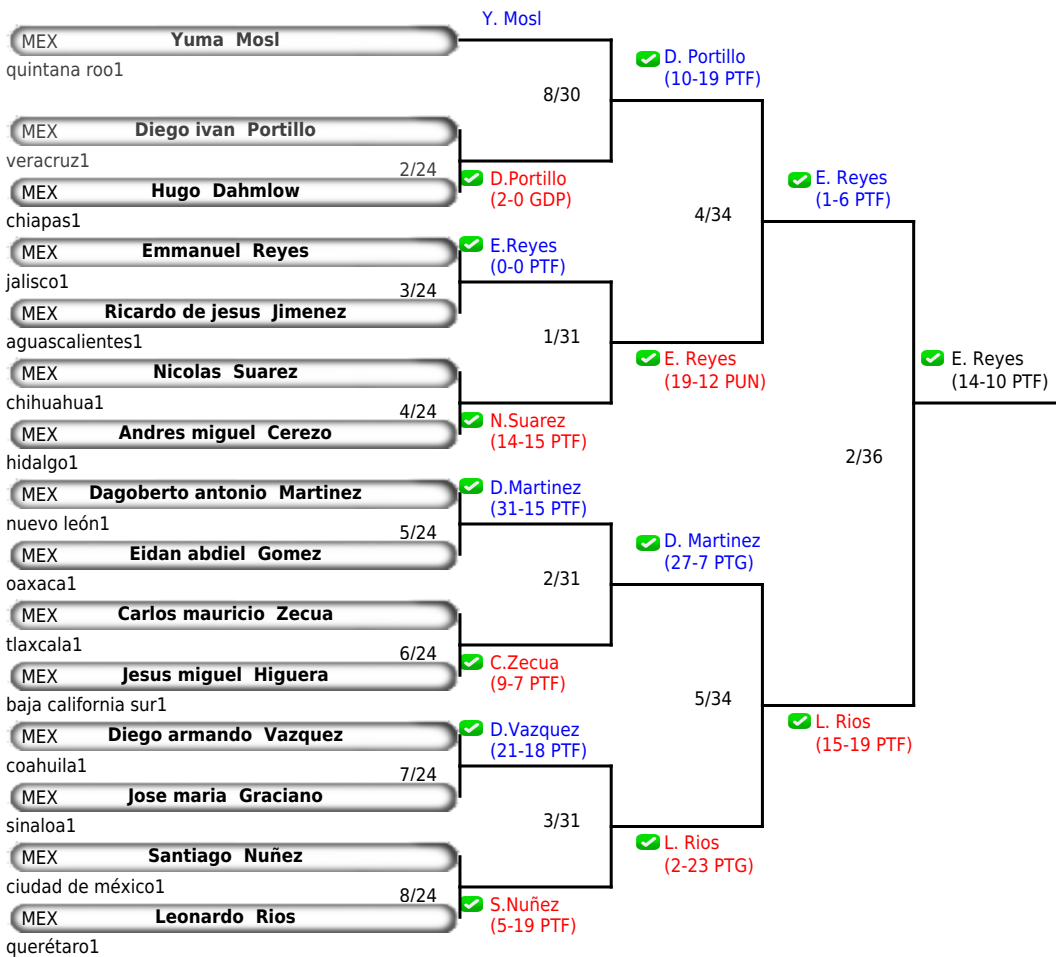 Y. Mosl
MEX Yuma Mosl
quintana roo1
D. Portillo
(10-19 PTF)
8/30
MEX Diego ivan Portillo
veracruz1
2/24
D.Portillo
(2-0 GDP)
MEX Hugo Dahmlow
chiapas1
E. Reyes
(1-6 PTF)
4/34
MEX Emmanuel Reyes
jalisco1
E.Reyes
(0-0 PTF)
3/24
MEX Ricardo de jesus Jimenez
aguascalientes1
1/31
E. Reyes
(19-12 PUN)
E. Reyes
(14-10 PTF)
MEX Nicolas Suarez
chihuahua1
4/24
N.Suarez
(14-15 PTF)
MEX Andres miguel Cerezo
hidalgo1
2/36
MEX Dagoberto antonio Martinez
nuevo león1
D.Martinez
(31-15 PTF)
5/24
MEX Eidan abdiel Gomez
oaxaca1
D. Martinez
(27-7 PTG)
2/31
MEX Carlos mauricio Zecua
tlaxcala1
6/24
C.Zecua
(9-7 PTF)
MEX Jesus miguel Higuera
baja california sur1
5/34
L. Rios
(15-19 PTF)
MEX Diego armando Vazquez
coahuila1
D.Vazquez
(21-18 PTF)
7/24
MEX Jose maria Graciano
sinaloa1
3/31
L. Rios
(2-23 PTG)
MEX Santiago Nuñez
ciudad de méxico1
8/24
S.Nuñez
(5-19 PTF)
MEX Leonardo Rios
querétaro1